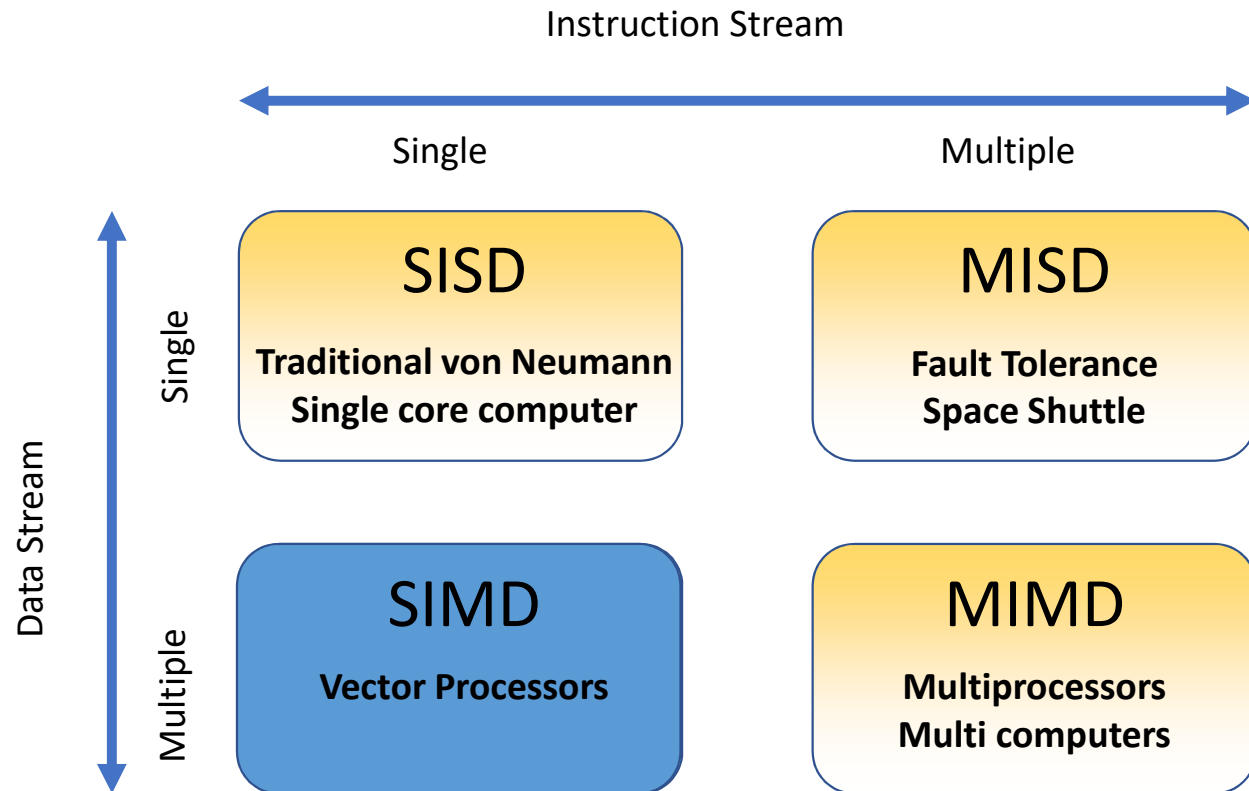 Instruction Stream
Single
Multiple
Data Stream
Single
SISD
Traditional von Neumann
Single core computer
MISD
Fault Tolerance
Space Shuttle
Multiple
SIMD
Vector Processors
MIMD
Multiprocessors
Multi computers